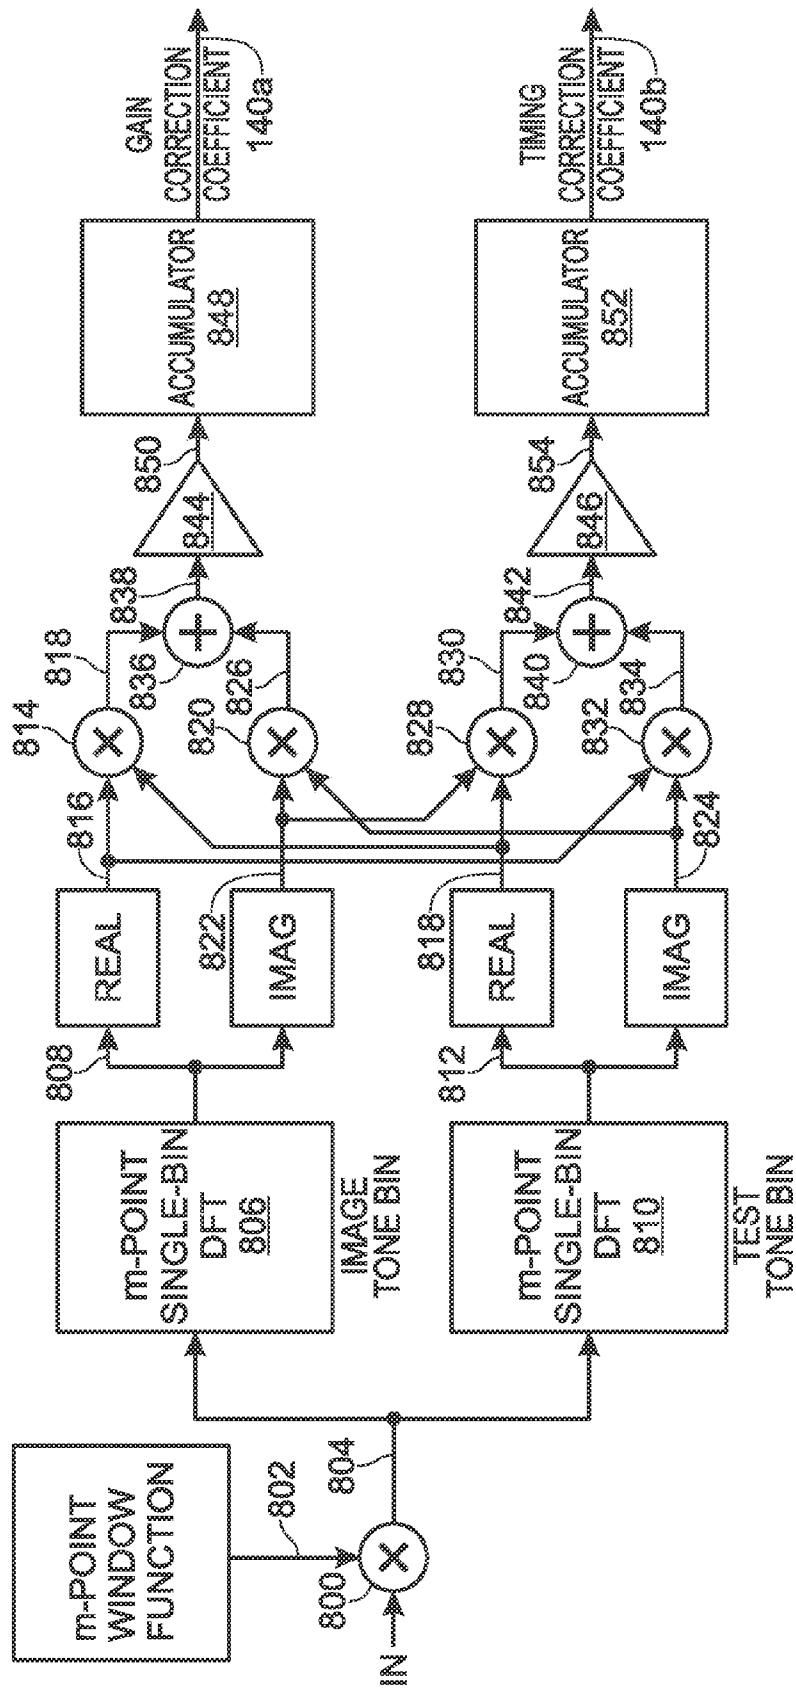 IN
800
m-POINT
WINDOW
FUNCTION
802
804
m-POINT
SINGLE-BIN
DFT
806
IMAGE
TONE BIN
m-POINT
SINGLE-BIN
DFT
810
TEST
TONE BIN
808
REAL
IMAG
812
REAL
IMAG
816
822
818
824
814
818
820
826
828
830
832
834
836
838
840
842
844
850
846
854
ACCUMULATOR
848
ACCUMULATOR
852
GAIN
CORRECTION
COEFFICIENT
140a
TIMING
CORRECTION
COEFFICIENT
140b